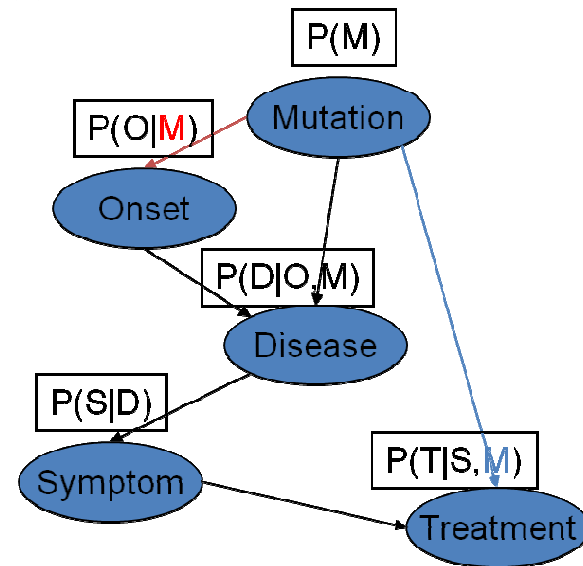 P(M)
Mutation
P(O|M)
Onset
P(D|O,M)
Disease
P(S|D)
Symptom
P(T|S,M)
Treatment